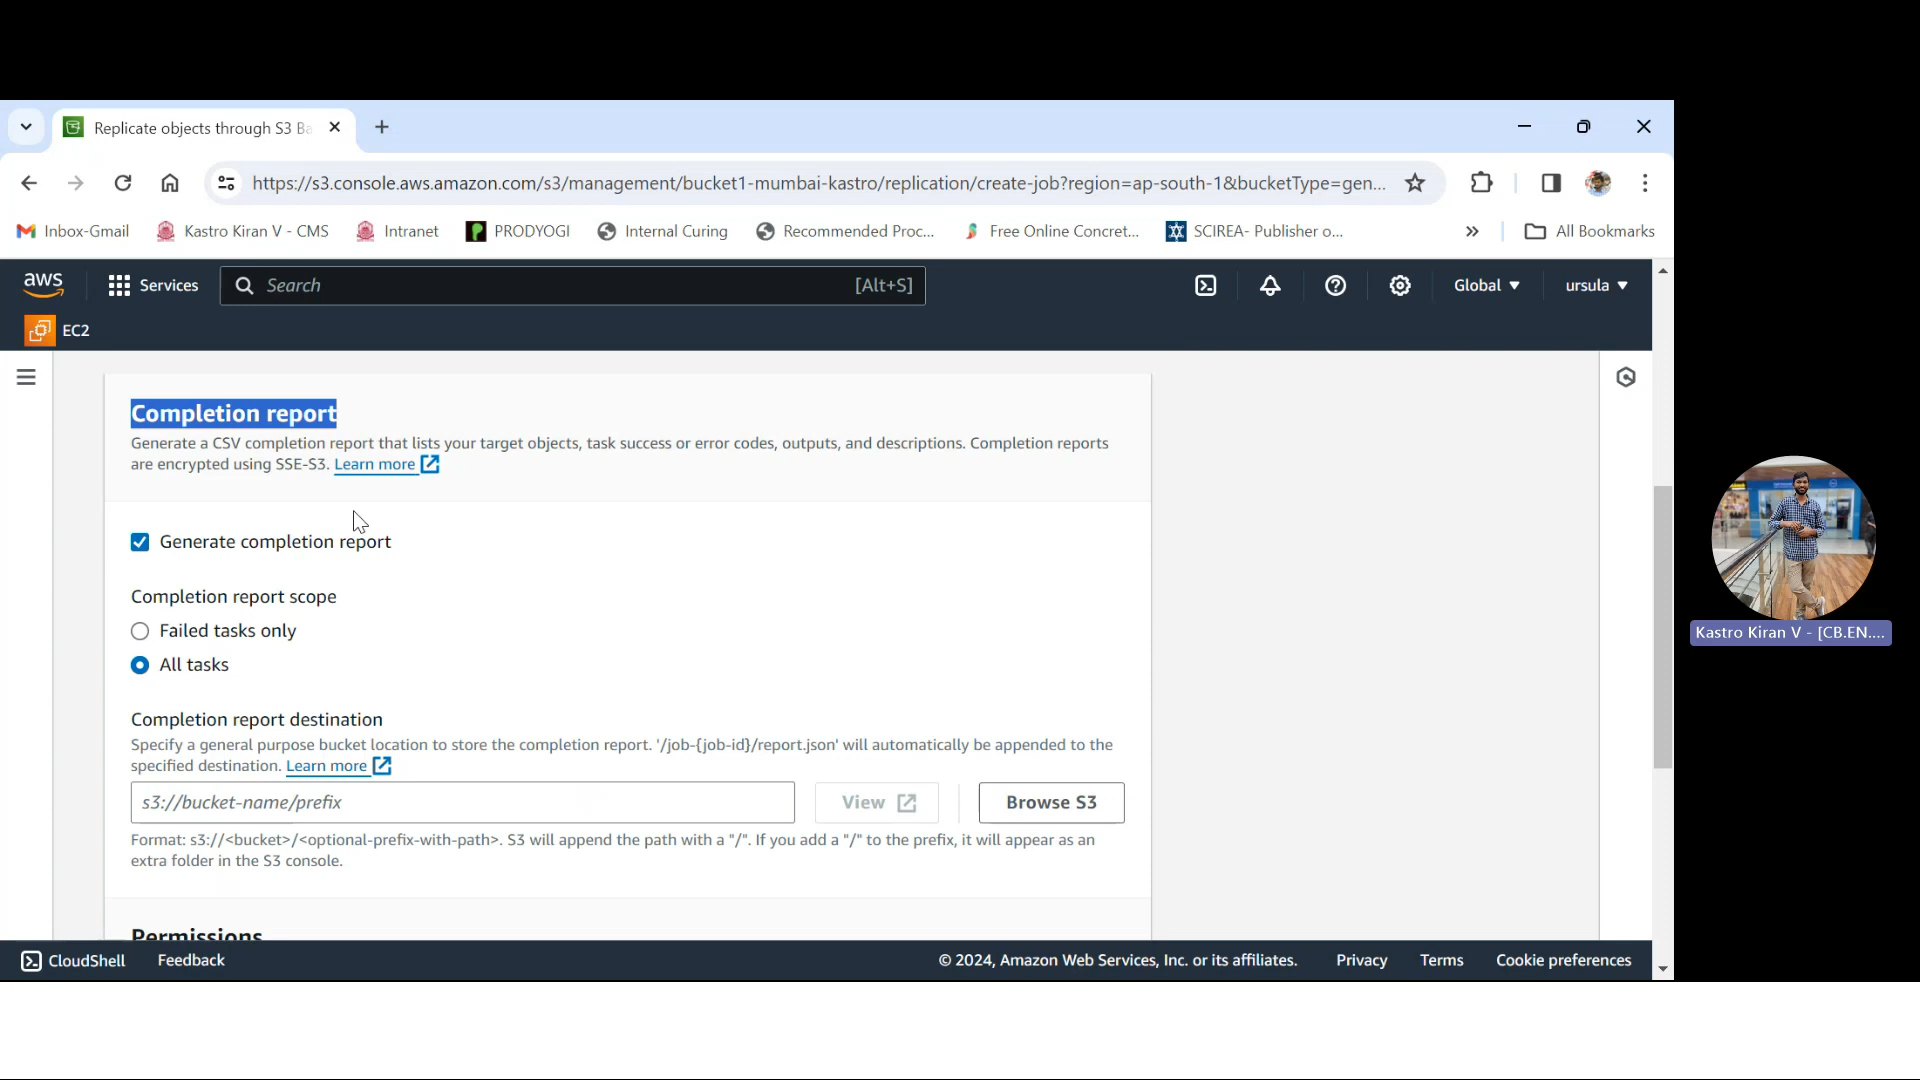 Replicate objects through S3 Ba
https://s3.console.aws.amazon.com/s3/management/bucket1-mumbai-kastro/replication/create-job?region=ap-south-1&bucketType=gen...
Inbox-Gmail Kastro Kiran V - CMS Intranet PRODYOGI Internal Curing Recommended Proc... Free Online Concret... SCIREA- Publisher o... » All Bookmarks
aws Services Search [Alt+S] Global ursula
EC2
Completion report
Generate a CSV completion report that lists your target objects, task success or error codes, outputs, and descriptions. Completion reports
are encrypted using SSE-S3. Learn more
Generate completion report
Completion report scope
Failed tasks only
All tasks
Completion report destination
Specify a general purpose bucket location to store the completion report. '/job-{job-id}/report.json' will automatically be appended to the
specified destination. Learn more
s3://bucket-name/prefix View Browse S3
Format: s3://<bucket>/<optional-prefix-with-path>. S3 will append the path with a "/". If you add a "/" to the prefix, it will appear as an
extra folder in the S3 console.
Permissions
CloudShell Feedback © 2024, Amazon Web Services, Inc. or its affiliates. Privacy Terms Cookie preferences
Kastro Kiran V - [CB.EN....